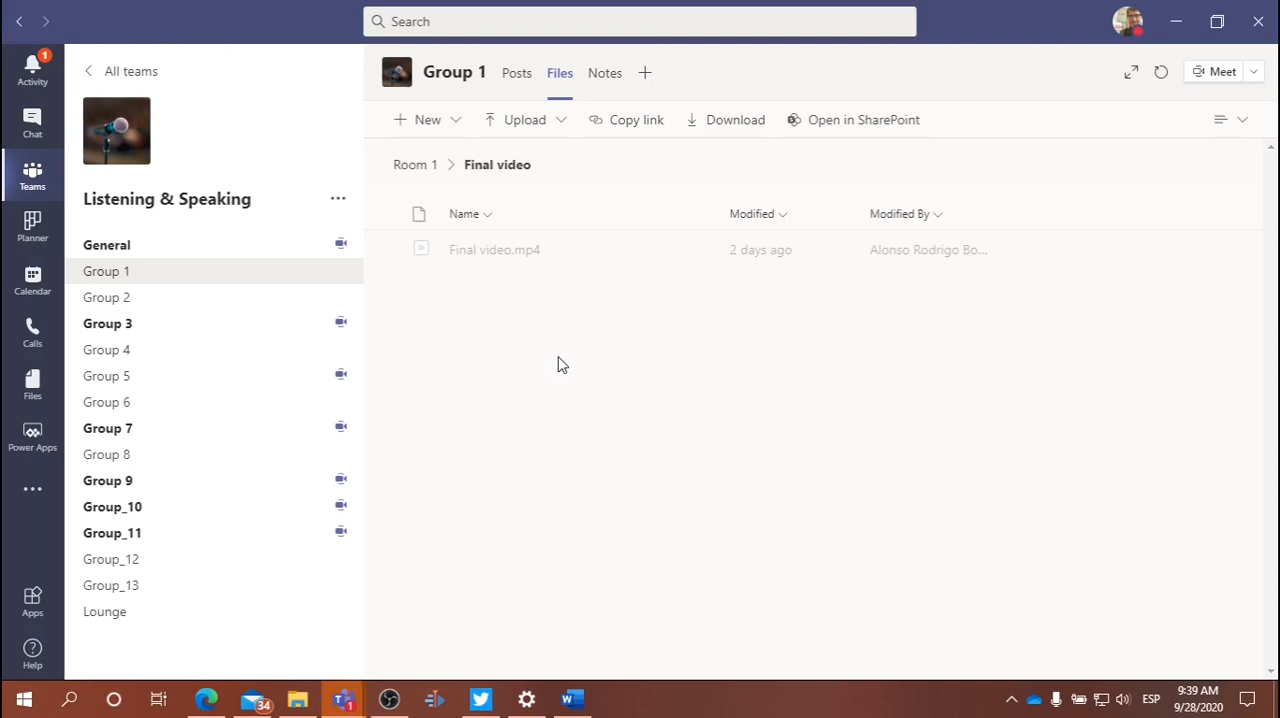 Search
1
Activity
Chat
Teams
Planner
Calendar
Calls
Files
Power Apps
Apps
Help
All teams
Listening & Speaking
General
Group 1
Group 2
Group 3
Group 4
Group 5
Group 6
Group 7
Group 8
Group 9
Group_10
Group_11
Group_12
Group_13
Lounge
Group 1 Posts Files Notes
Meet
New Upload Copy link Download Open in SharePoint
Room 1 Final video
Name Modified Modified By
Final video.mp4 2 days ago Alonso Rodrigo Bo...
34
1
ESP
9:39 AM
9/28/2020